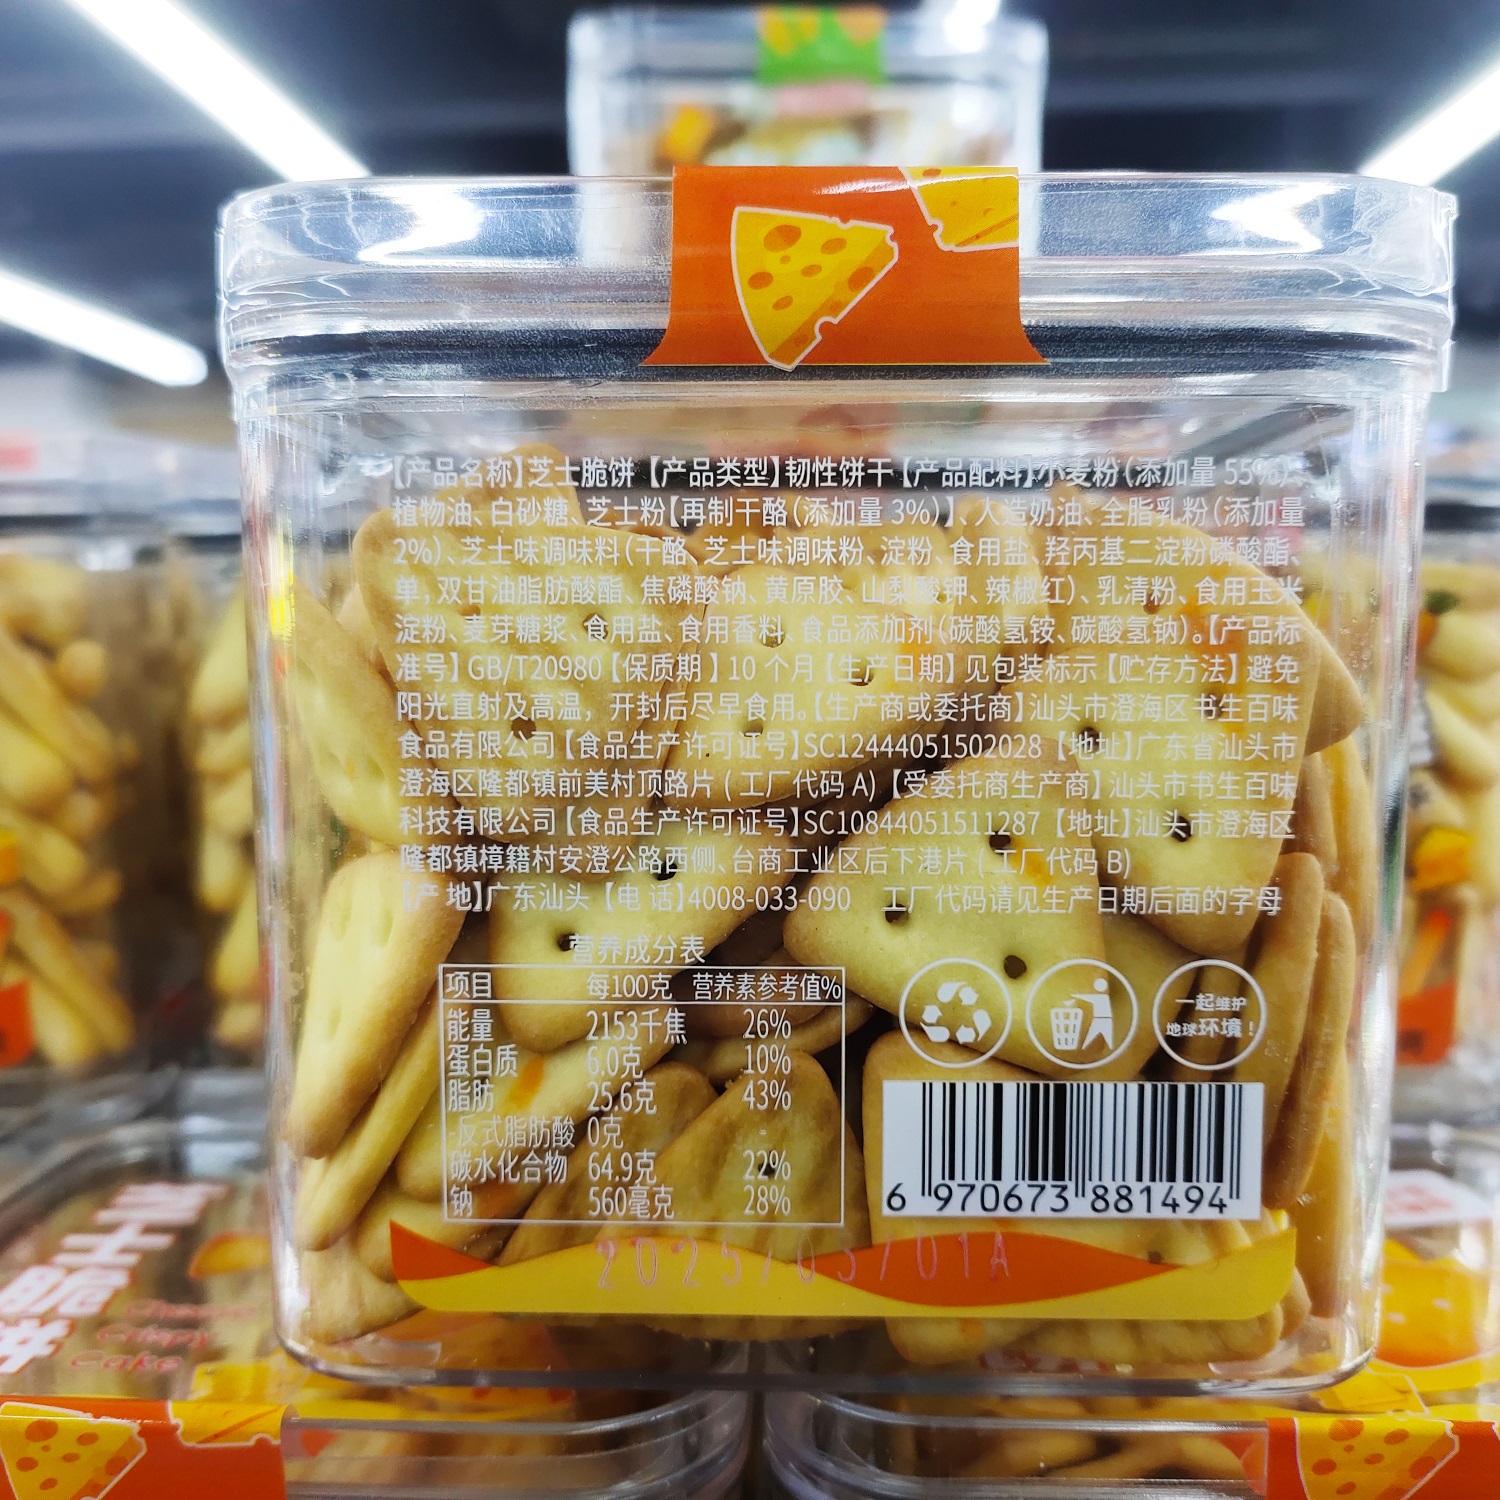 【产品名称】芝士脆饼【产品类型】韧性饼干【产品配料】小麦粉(添加量 55%)、
植物油、白砂糖、芝士粉【再制干酪(添加量 3%)】、人造奶油、全脂乳粉(添加量
2%)、芝士味调味料(干酪、芝士味调味粉、淀粉、食用盐、羟丙基二淀粉磷酸酯、
单,双甘油脂肪酸酯、焦磷酸钠、黄原胶、山梨酸钾、辣椒红)、乳清粉、食用玉米
淀粉、麦芽糖浆、食用盐、食用香料、食品添加剂(碳酸氢铵、碳酸氢钠)。【产品标
准号】GB/T20980【保质期】10 个月【生产日期】见包装标示【贮存方法】避免
阳光直射及高温，开封后尽早食用。【生产商或委托商】汕头市澄海区书生百味
食品有限公司【食品生产许可证号】SC12444051502028【地址】广东省汕头市
澄海区隆都镇前美村顶路片(工厂代码 A)【受委托商生产商】汕头市书生百味
科技有限公司【食品生产许可证号】SC10844051511287【地址】汕头市澄海区
隆都镇樟籍村安澄公路西侧、台商工业区后下港片(工厂代码 B)
【产 地】广东汕头【电 话】4008-033-090 工厂代码请见生产日期后面的字母
营养成分表
项目 每100克 营养素参考值%
能量 2153千焦 26%
蛋白质 6.0克 10%
脂肪 25.6克 43%
-反式脂肪酸 0克 -
碳水化合物 64.9克 22%
钠 560毫克 28%
一起维护
地球环境！
6 970673 881494
2025/03/01A
芝士脆饼
Cheese
Crispy
Cake